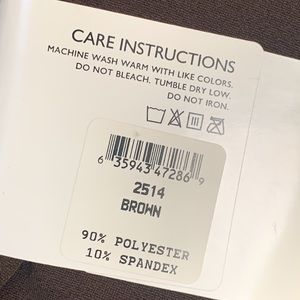 CARE INSTRUCTIONS
MACHINE WASH WARM WITH LIKE COLORS.
DO NOT BLEACH. TUMBLE DRY LOW.
DO NOT IRON.
6 35943 47286 9
2514
BROWN
90% POLYESTER
10% SPANDEX